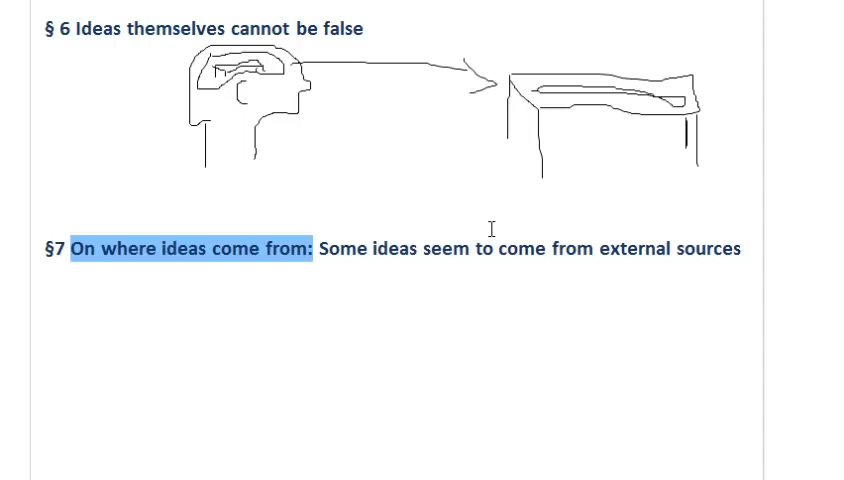 § 6 Ideas themselves cannot be false
§7 On where ideas come from: Some ideas seem to come from external sources